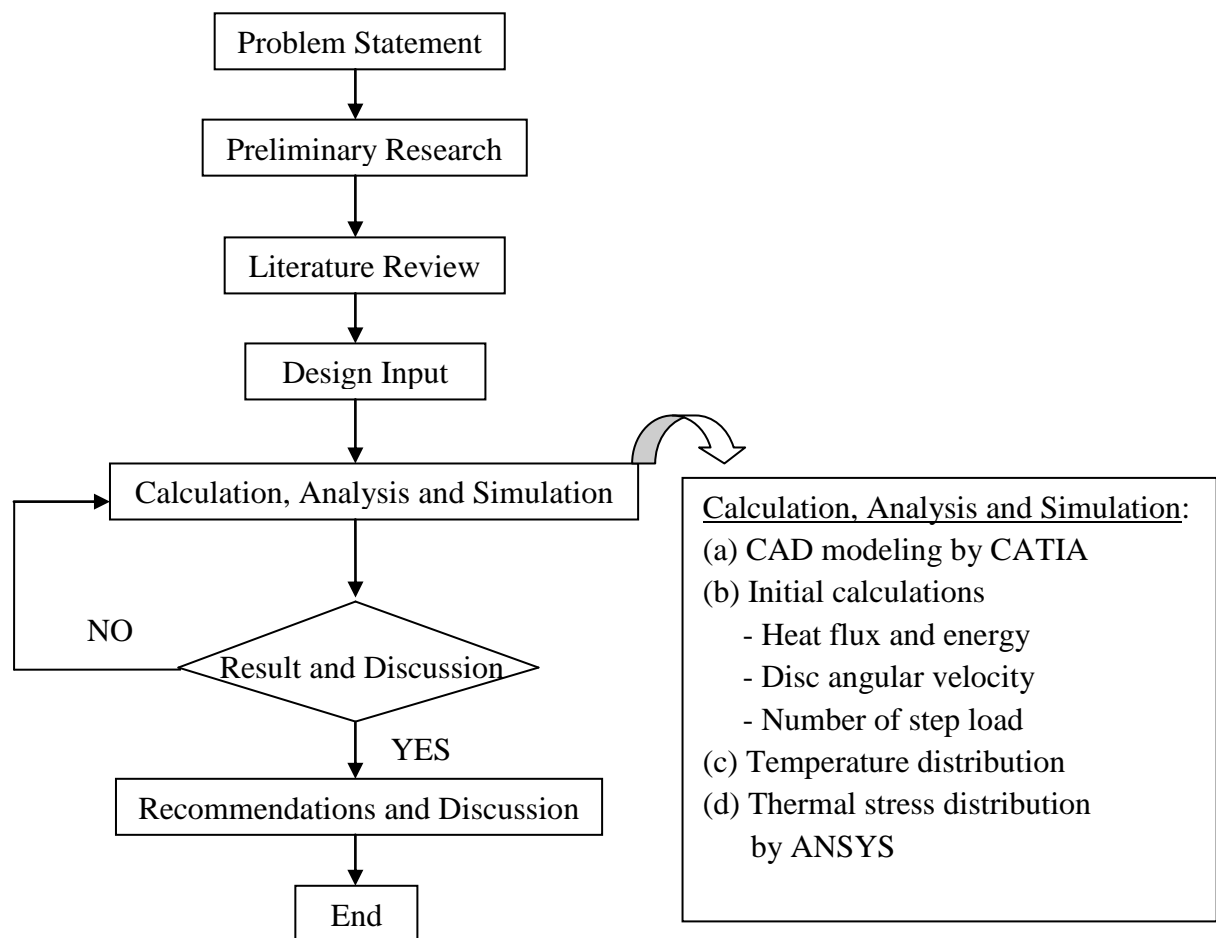 Problem Statement
Preliminary Research
Literature Review
Design Input
Calculation, Analysis and Simulation
NO
Result and Discussion
YES
Recommendations and Discussion
End
Calculation, Analysis and Simulation:
(a) CAD modeling by CATIA
(b) Initial calculations
- Heat flux and energy
- Disc angular velocity
- Number of step load
(c) Temperature distribution
(d) Thermal stress distribution
by ANSYS